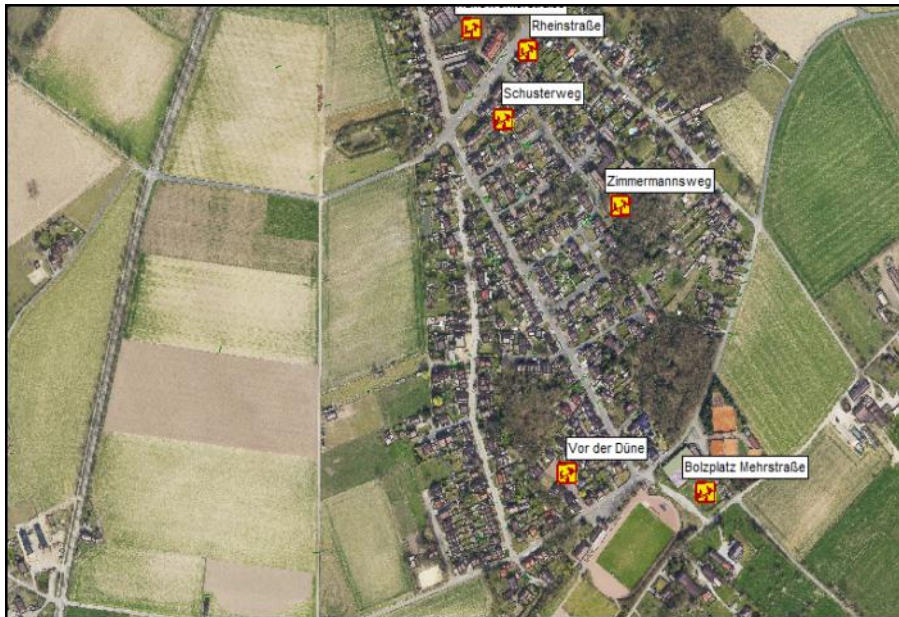 Rheinstraße
Schusterweg
Zimmermannsweg
Vor der Düne
Bolzplatz Mehrstraße